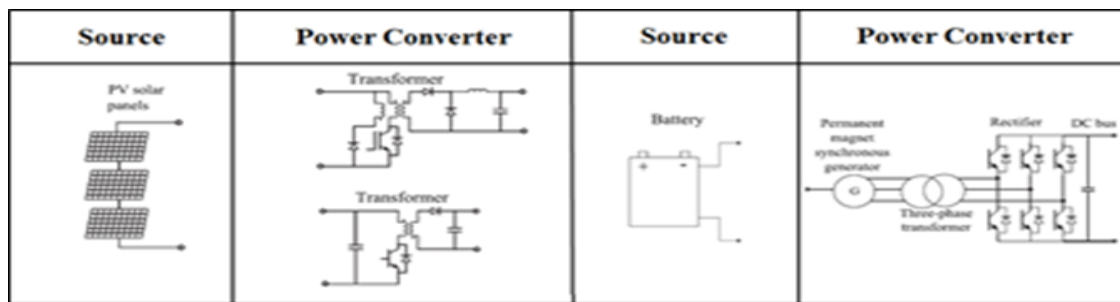 Source
Power Converter
Source
Power Converter
PV solar
panels
Transformer
Transformer
Battery
+ -
Permanent
magnet
synchronous
generator
G
Rectifier
DC bus
Three-phase
transformer